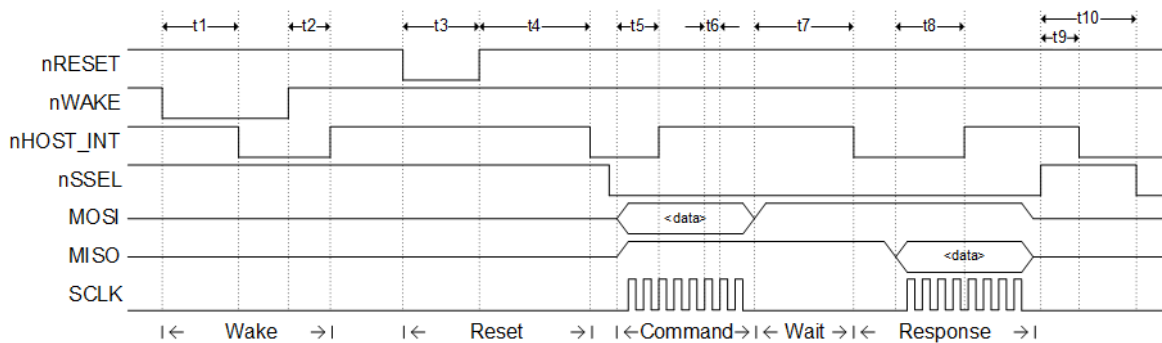 t1 t2 t3 t4 t5 t6 t7 t8 t10
t9
nRESET
nWAKE
nHOST_INT
nSSEL
MOSI <data>
MISO <data>
SCLK
Wake Reset Command Wait Response